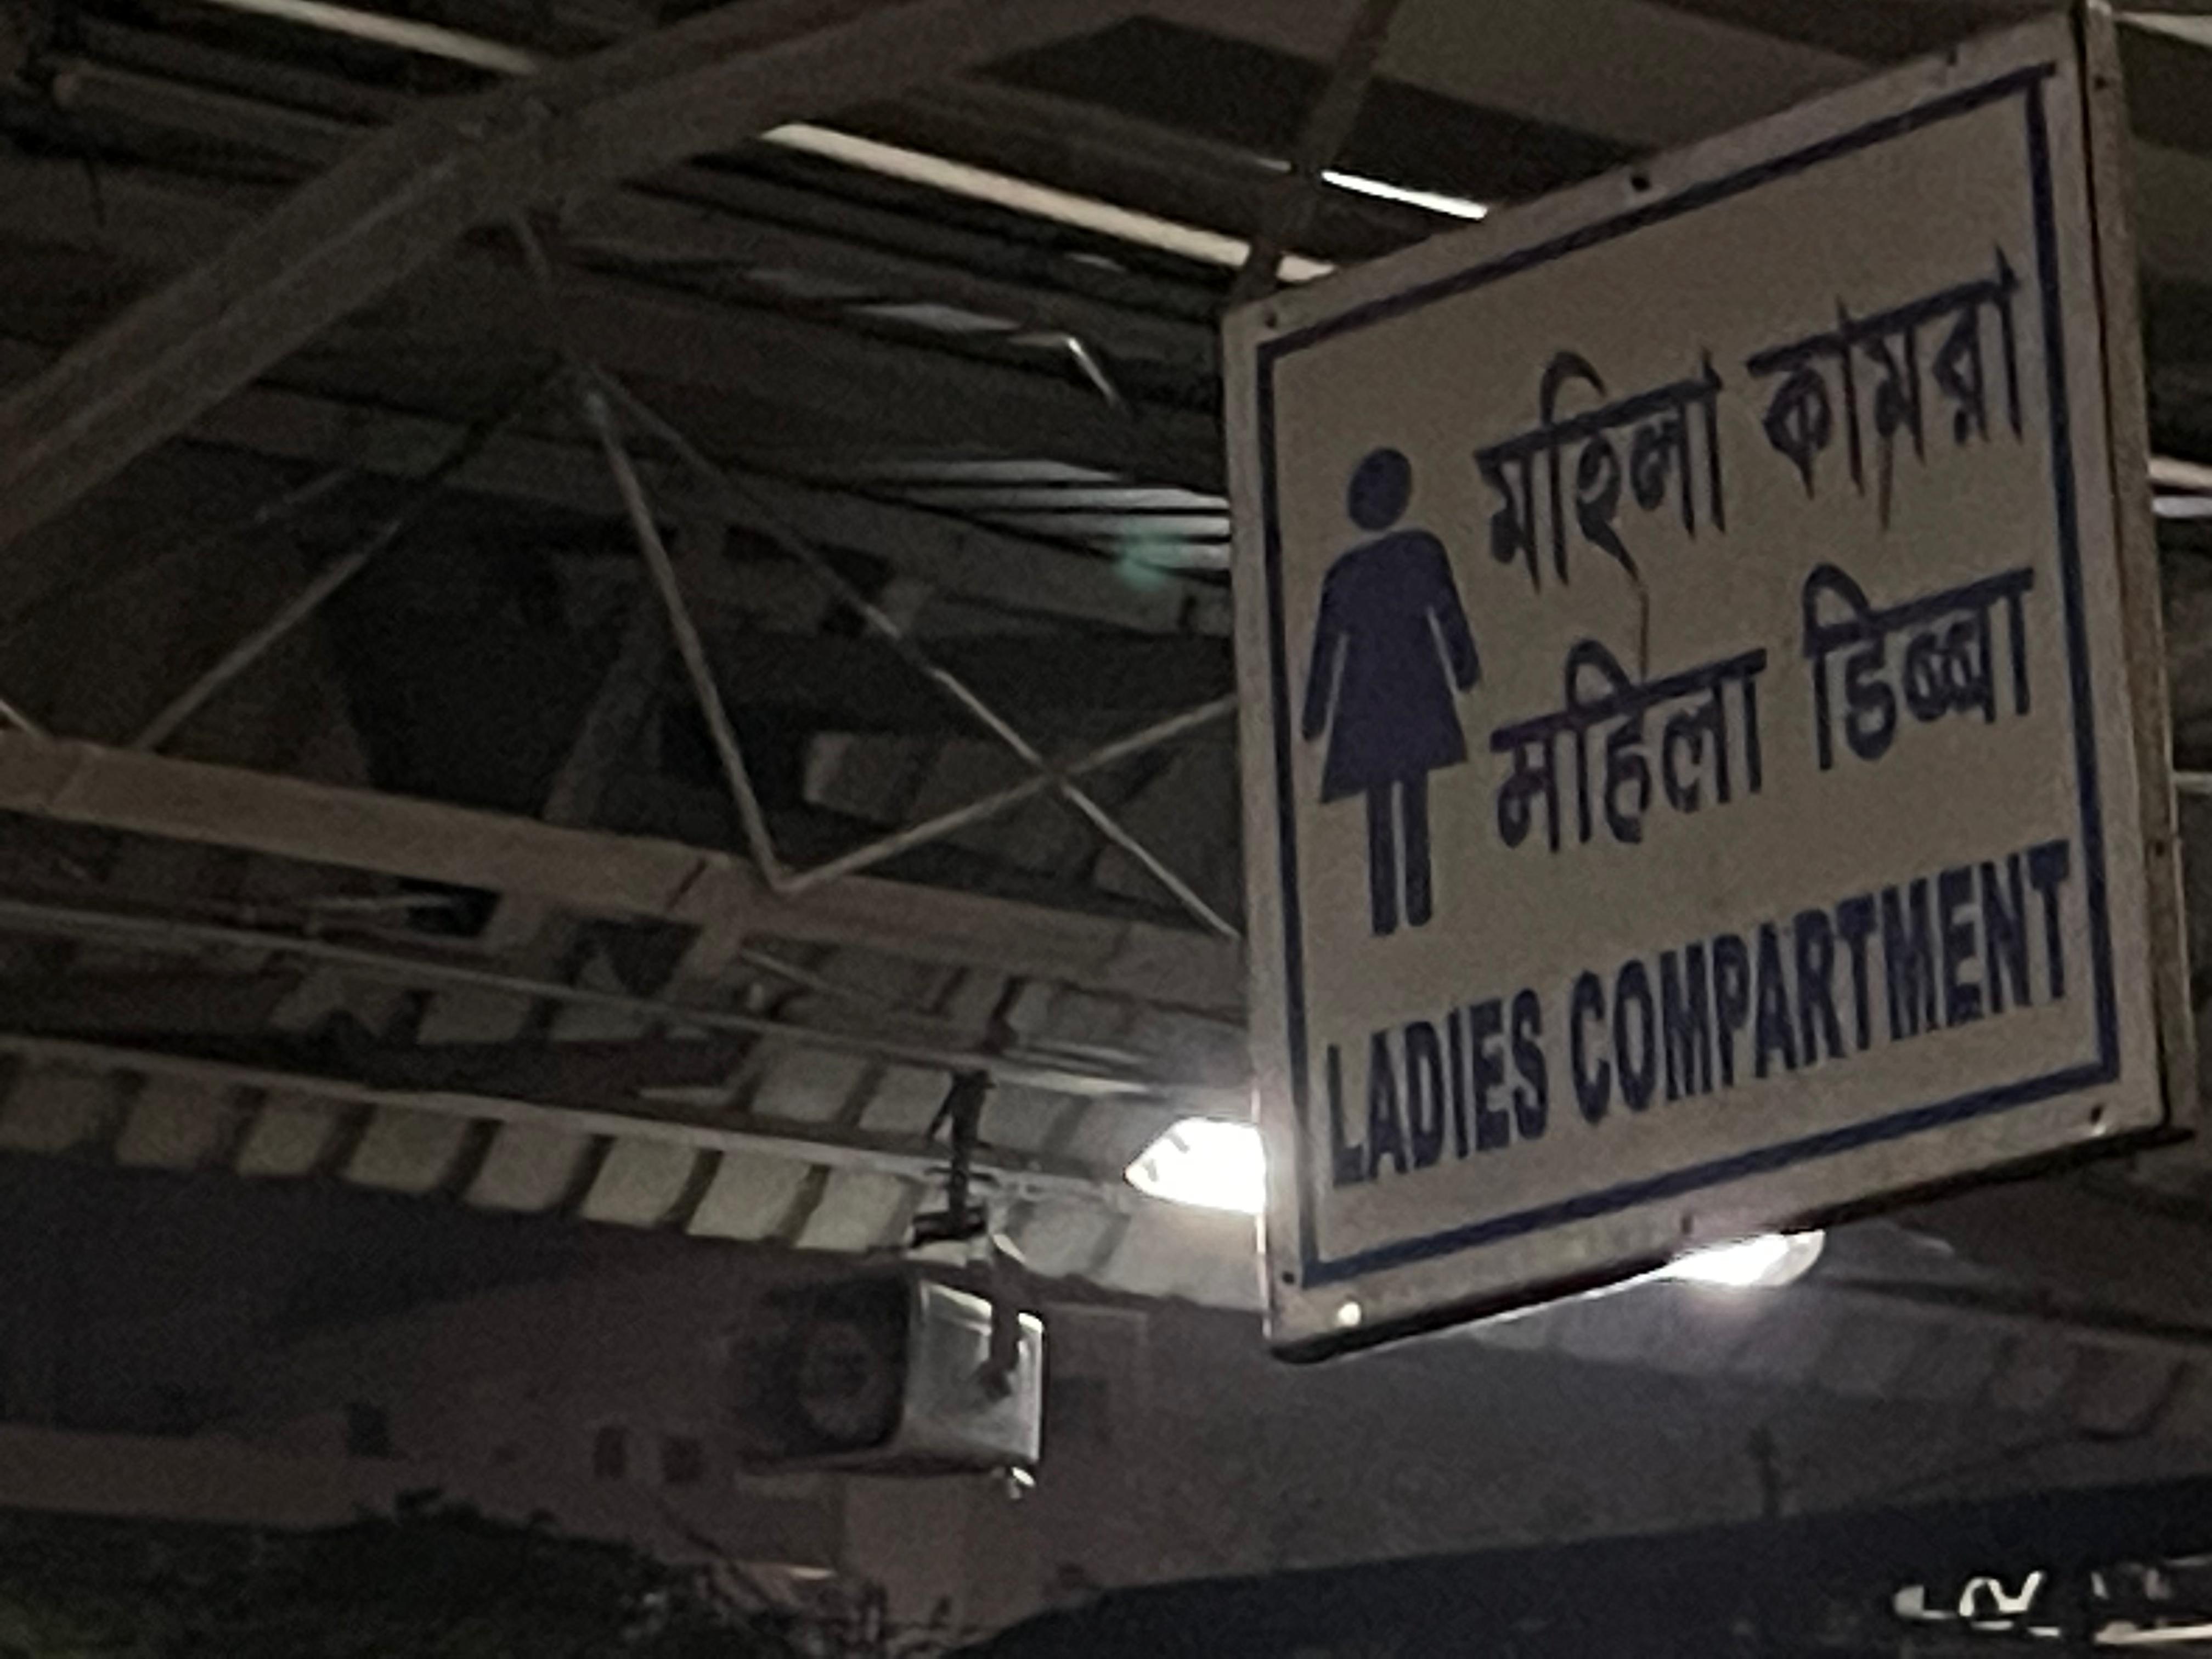 মহিলা কামরা
महिला डिब्बा
LADIES COMPARTMENT